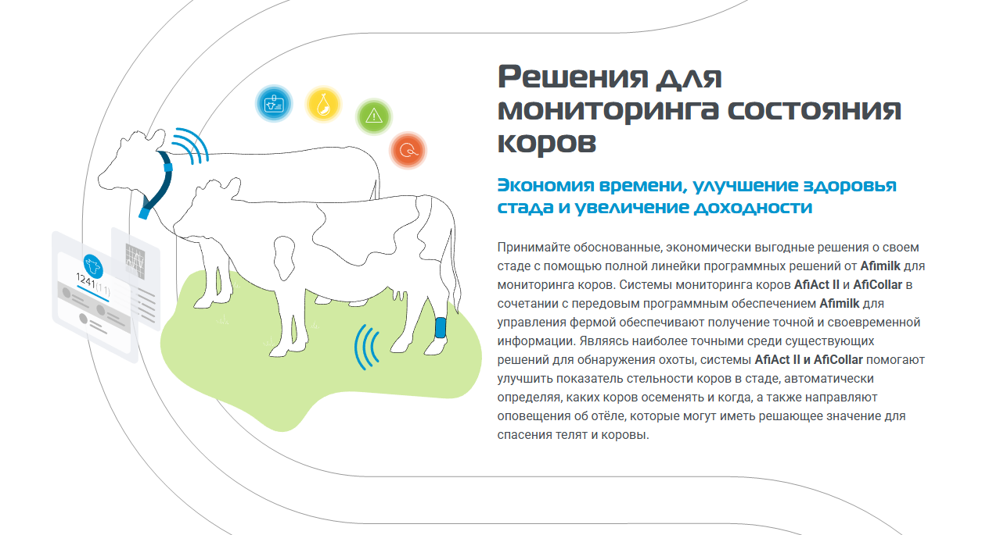 Решения для
мониторинга состояния
коров
Экономия времени, улучшение здоровья
стада и увеличение доходности
Принимайте обоснованные, экономически выгодные решения о своем
стаде с помощью полной линейки программных решений от Afimilk для
мониторинга коров. Системы мониторинга коров AfiAct II и AfiCollar в
сочетании с передовым программным обеспечением Afimilk для
управления фермой обеспечивают получение точной и своевременной
информации. Являясь наиболее точными среди существующих
решений для обнаружения охоты, системы AfiAct II и AfiCollar помогают
улучшить показатель стельности коров в стаде, автоматически
определяя, каких коров осеменять и когда, а также направляют
оповещения об отёле, которые могут иметь решающее значение для
спасения телят и коровы.
1241(11)